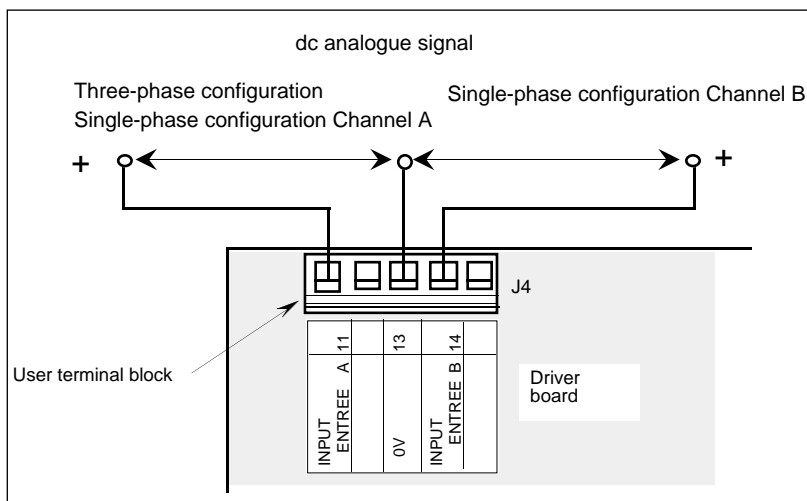 dc analogue signal
Three-phase configuration
Single-phase configuration Channel A
Single-phase configuration Channel B
+
+
J4
User terminal block
11
13
14
INPUT
ENTREE A
0V
INPUT
ENTREE B
Driver
board